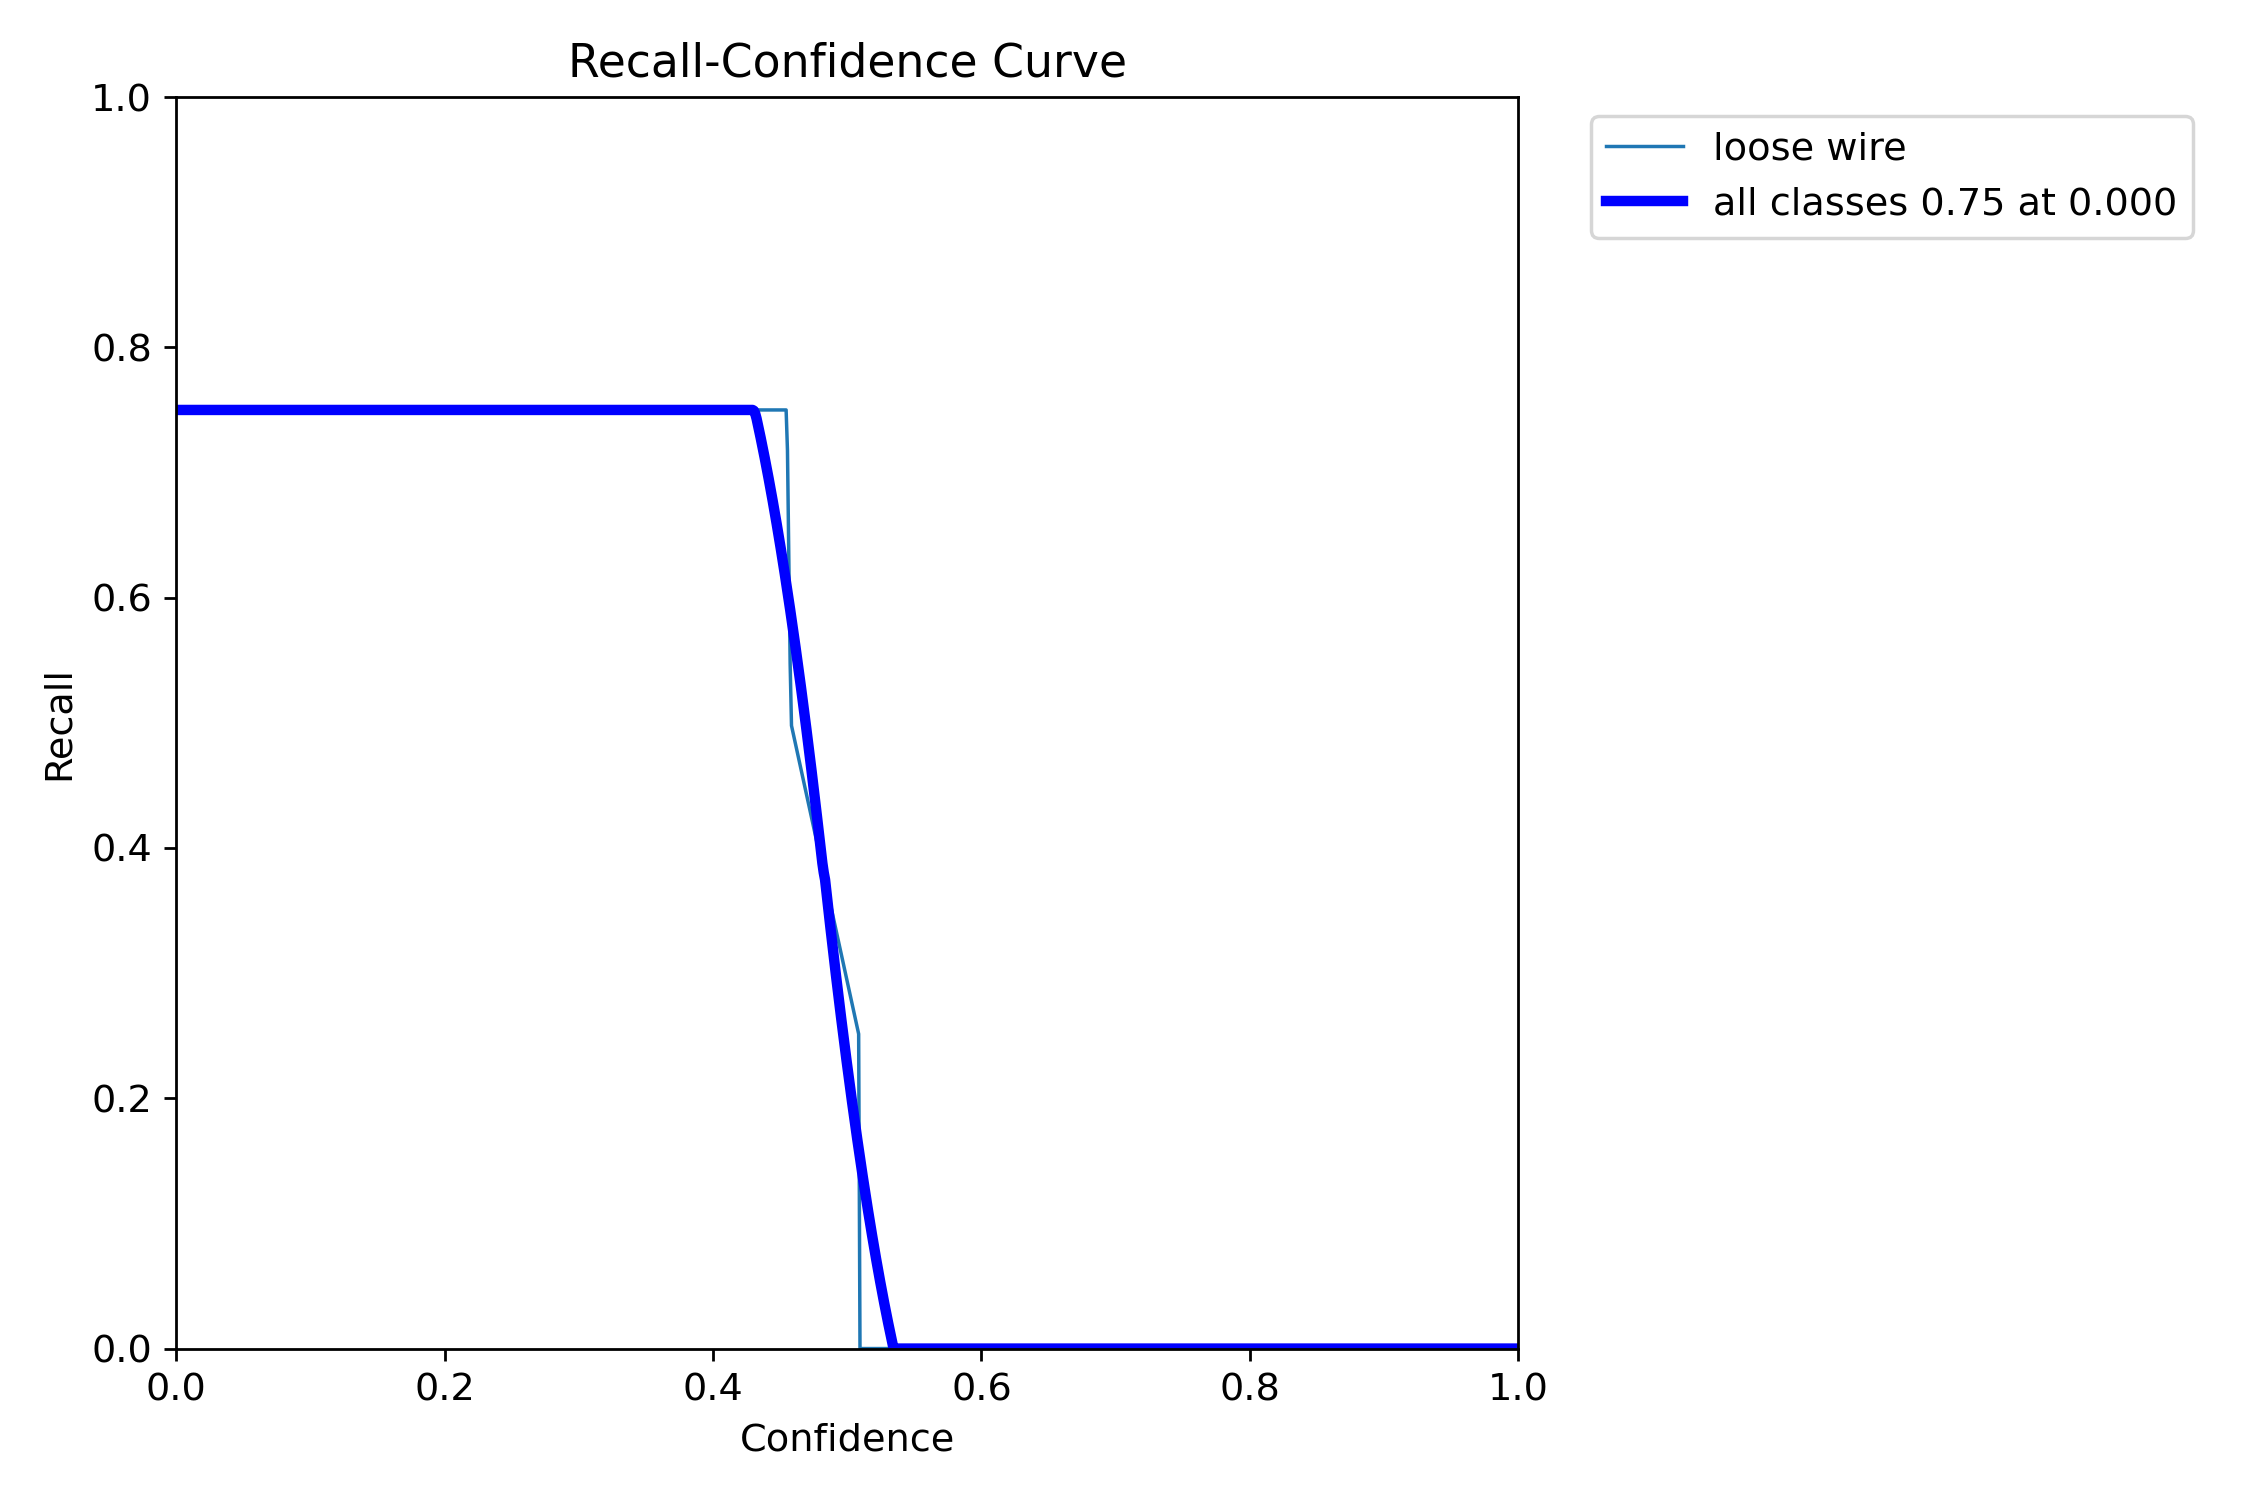 Recall-Confidence Curve
1.0
0.8
0.6
0.4
0.2
0.0
Recall
0.0 0.2 0.4 0.6 0.8 1.0
Confidence
loose wire
all classes 0.75 at 0.000